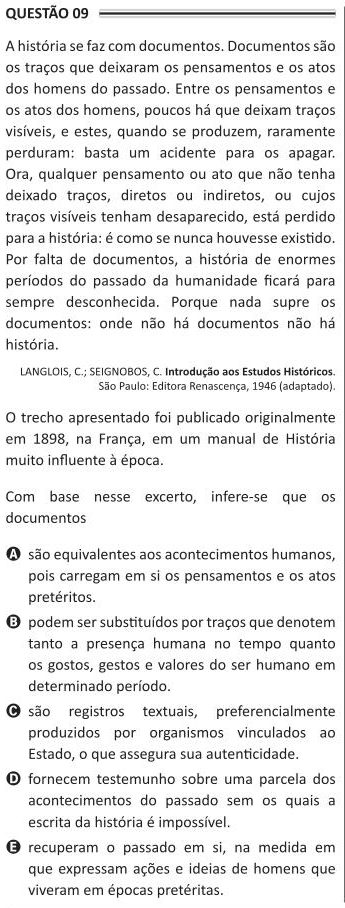 QUESTÃO 09
A história se faz com documentos. Documentos são
os traços que deixaram os pensamentos e os atos
dos homens do passado. Entre os pensamentos e
os atos dos homens, poucos há que deixam traços
visíveis, e estes, quando se produzem, raramente
perduram: basta um acidente para os apagar.
Ora, qualquer pensamento ou ato que não tenha
deixado traços, diretos ou indiretos, ou cujos
traços visíveis tenham desaparecido, está perdido
para a história: é como se nunca houvesse existido.
Por falta de documentos, a história de enormes
períodos do passado da humanidade ficará para
sempre desconhecida. Porque nada supre os
documentos: onde não há documentos não há
história.
LANGLOIS, C.; SEIGNOBOS, C. Introdução aos Estudos Históricos.
São Paulo: Editora Renascença, 1946 (adaptado).
O trecho apresentado foi publicado originalmente
em 1898, na França, em um manual de História
muito influente à época.
Com base nesse excerto, infere-se que os
documentos
A são equivalentes aos acontecimentos humanos,
pois carregam em si os pensamentos e os atos
pretéritos.
B podem ser substituídos por traços que denotem
tanto a presença humana no tempo quanto
os gostos, gestos e valores do ser humano em
determinado período.
C são registros textuais, preferencialmente
produzidos por organismos vinculados ao
Estado, o que assegura sua autenticidade.
D fornecem testemunho sobre uma parcela dos
acontecimentos do passado sem os quais a
escrita da história é impossível.
E recuperam o passado em si, na medida em
que expressam ações e ideias de homens que
viveram em épocas pretéritas.